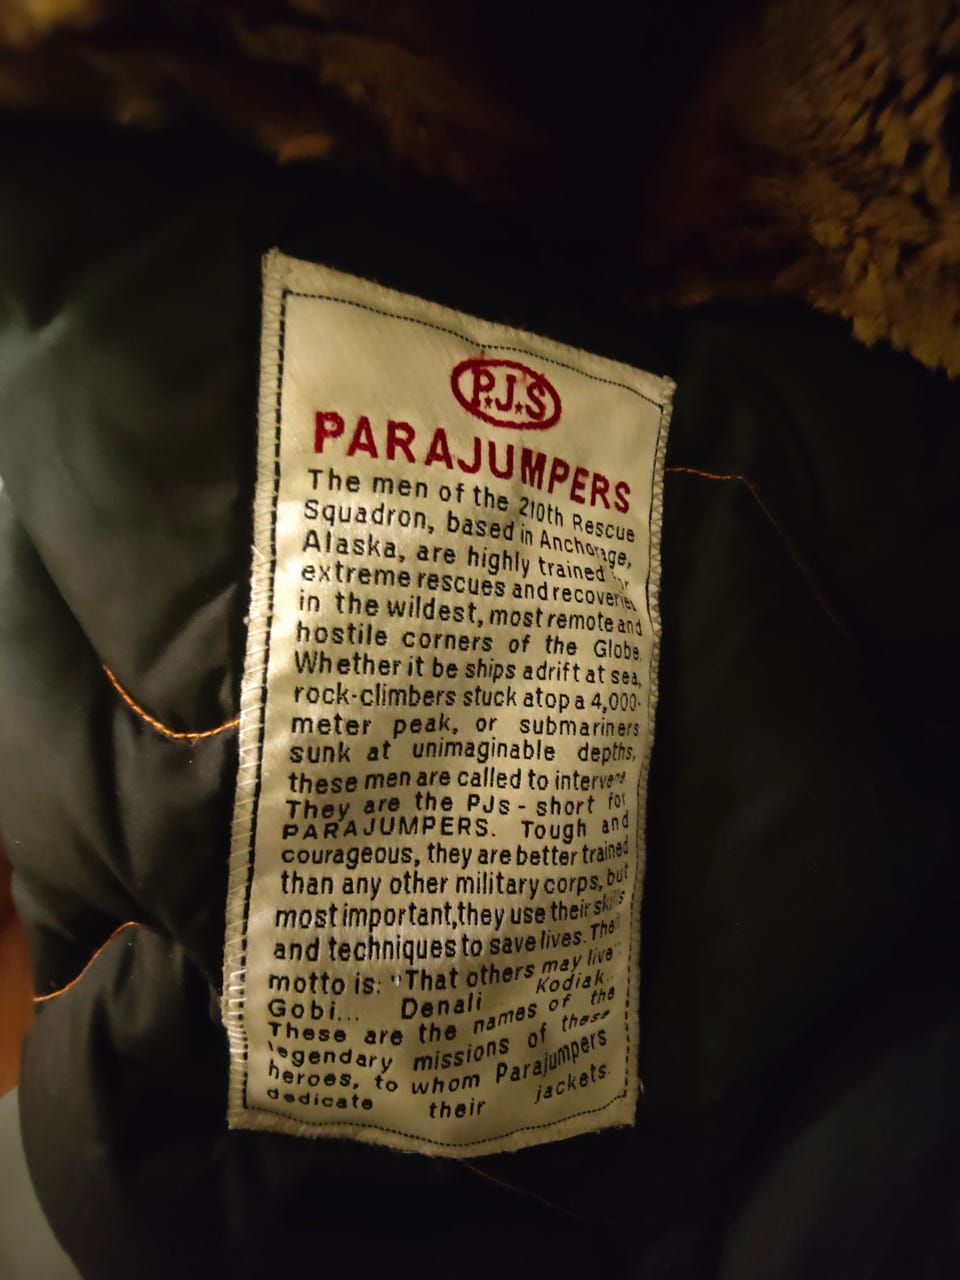 P.J.S
PARAJUMPERS
The men of the 210th Rescue
Squadron, based in Anchorage,
Alaska, are highly trained for
extreme rescues and recoveries
in the wildest, most remote and
hostile corners of the Globe.
Whether it be ships adrift at sea,
rock-climbers stuck atop a 4,000-
meter peak, or submariners
sunk at unimaginable depths,
these men are called to intervene.
They are the PJs - short for
PARAJUMPERS. Tough and
courageous, they are better trained
than any other military corps, but
most important, they use their skills
and techniques to save lives. Their
motto is: "That others may live"
Gobi... Denali... Kodiak...
These are the names of the
legendary missions of these
heroes, to whom Parajumpers
dedicate their jackets.